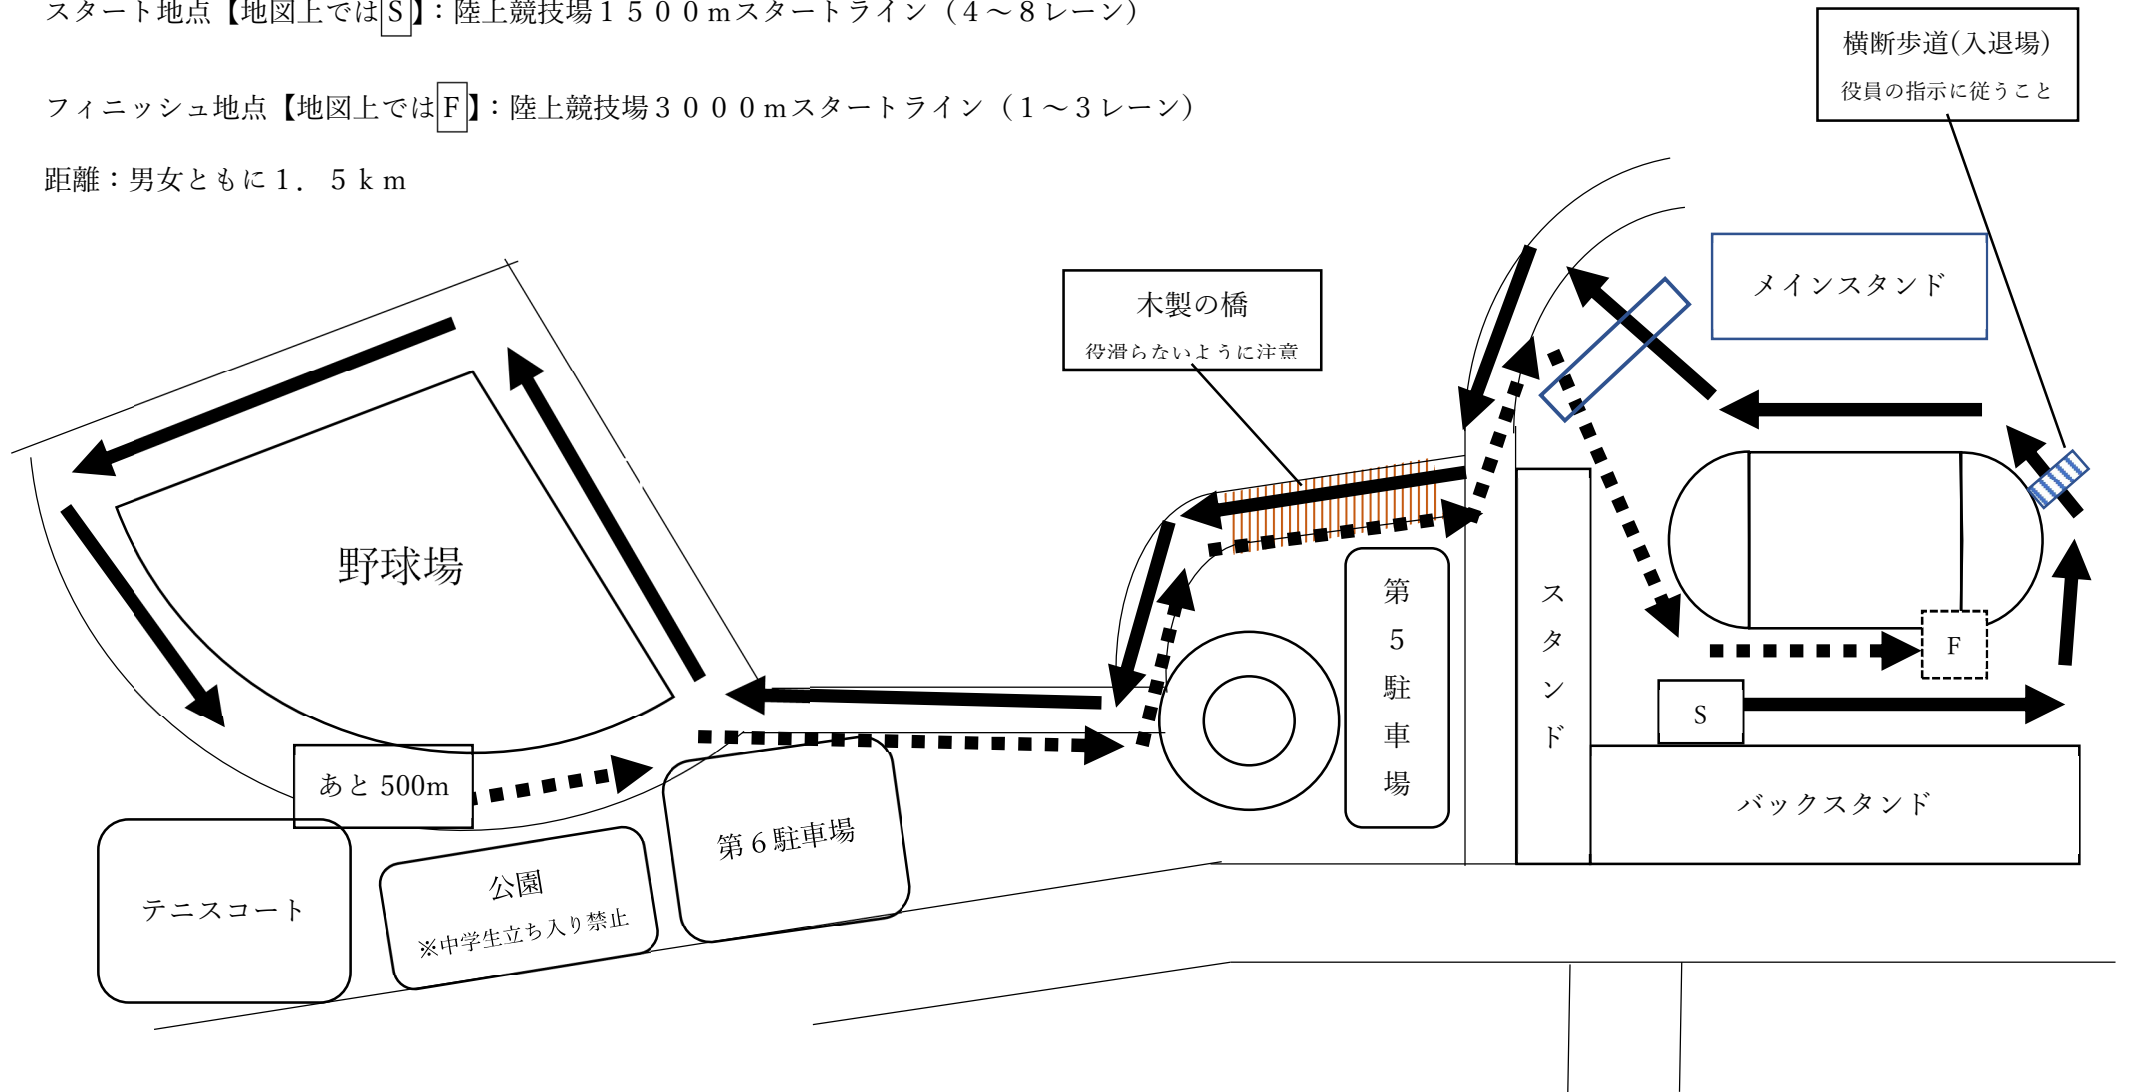 スタート地点【地図上ではS】：陸上競技場１５００ｍスタートライン（４～８レーン）
フィニッシュ地点【地図上ではF】：陸上競技場３０００ｍスタートライン（１～３レーン）
距離：男女ともに１．５ｋｍ
横断歩道(入退場)
役員の指示に従うこと
メインスタンド
木製の橋
役滑らないように注意
野球場
第５駐車場
スタンド
F
S
バックスタンド
あと 500m
第６駐車場
公園
※中学生立ち入り禁止
テニスコート